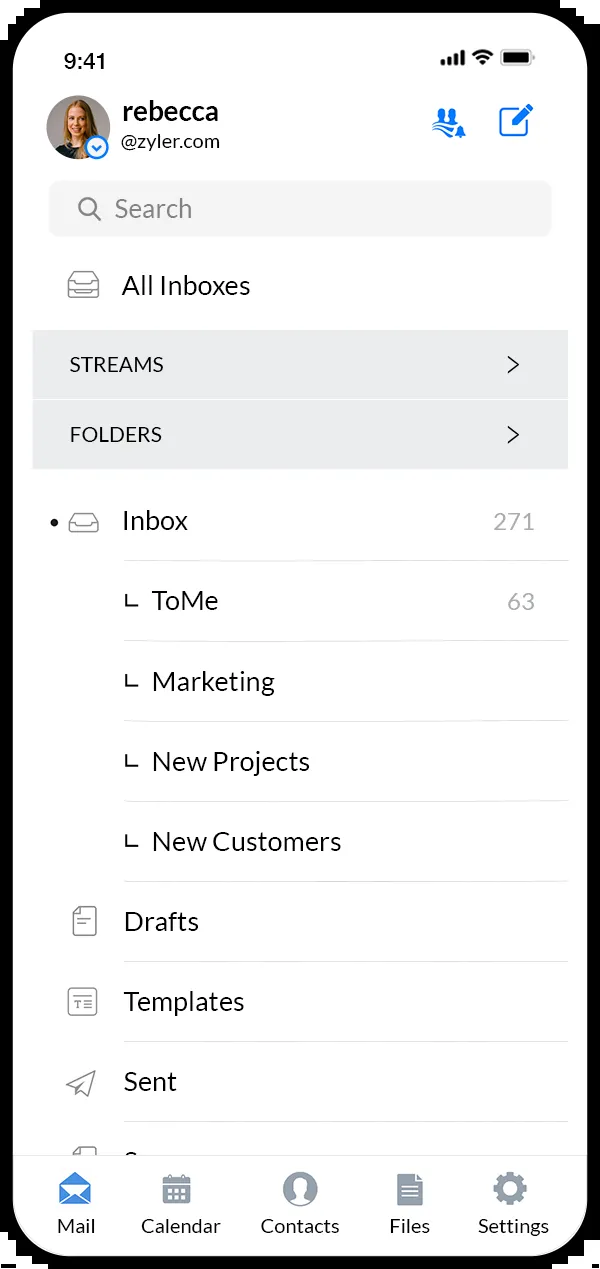 9:41
rebecca
@zyler.com
Search
All Inboxes
STREAMS
FOLDERS
Inbox 271
ToMe 63
Marketing
New Projects
New Customers
Drafts
Templates
Sent
Mail Calendar Contacts Files Settings